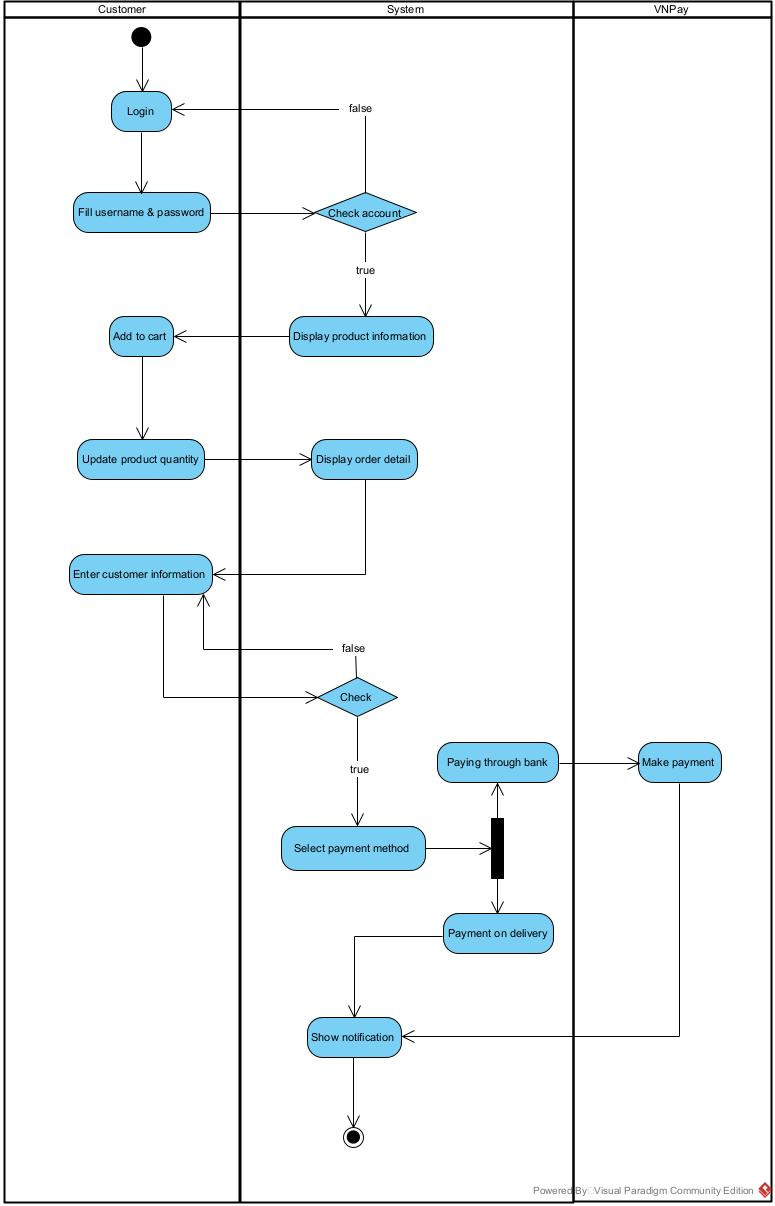 Customer
System
VNPay
Login
false
Fill username & password
Check account
true
Add to cart
Display product information
Update product quantity
Display order detail
Enter customer information
false
Check
true
Paying through bank
Make payment
Select payment method
Payment on delivery
Show notification
Powered By Visual Paradigm Community Edition